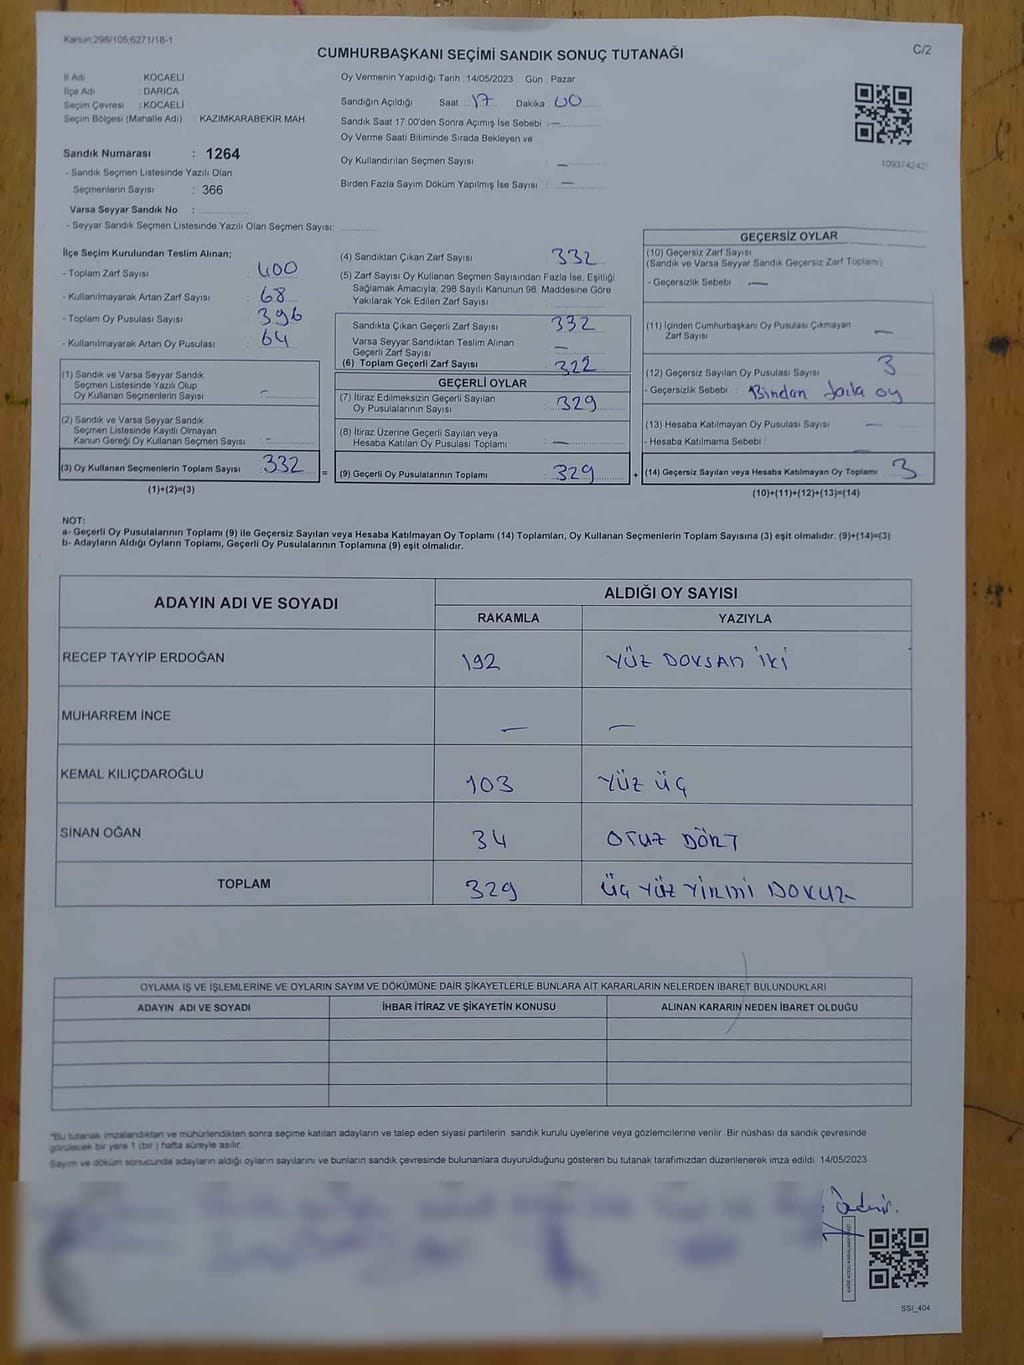 Kanun:298/105;6271/18-1
C/2
CUMHURBAŞKANI SEÇİMİ SANDIK SONUÇ TUTANAĞI
İl Adı KOCAELİ
İlçe Adı : DARICA
Seçim Çevresi : KOCAELİ
Seçim Bölgesi (Mahalle Adı) : KAZIMKARABEKİR MAH.
Sandık Numarası : 1264
- Sandık Seçmen Listesinde Yazılı Olan
Seçmenlerin Sayısı : 366
Varsa Seyyar Sandık No :
- Seyyar Sandık Seçmen Listesinde Yazılı Olan Seçmen Sayısı:
Oy Vermenin Yapıldığı Tarih : 14/05/2023 Gün : Pazar
Sandığın Açıldığı Saat : 17 Dakika : 00
Sandık Saat 17:00'den Sonra Açımış İse Sebebi : —
Oy Verme Saati Bitiminde Sırada Bekleyen ve
Oy Kullandırılan Seçmen Sayısı : —
Birden Fazla Sayım Döküm Yapılmış İse Sayısı : —
1093742421
İlçe Seçim Kurulundan Teslim Alınan;
- Toplam Zarf Sayısı : 400
- Kullanılmayarak Artan Zarf Sayısı : 68
- Toplam Oy Pusulası Sayısı : 396
- Kullanılmayarak Artan Oy Pusulası : 64
(1) Sandık ve Varsa Seyyar Sandık
Seçmen Listesinde Yazılı Olup
Oy Kullanan Seçmenlerin Sayısı : -
(2) Sandık ve Varsa Seyyar Sandık
Seçmen Listesinde Kayıtlı Olmayan
Kanun Gereği Oy Kullanan Seçmen Sayısı : -
(3) Oy Kullanan Seçmenlerin Toplam Sayısı : 332
(1)+(2)=(3)
(4) Sandıktan Çıkan Zarf Sayısı : 332
(5) Zarf Sayısı Oy Kullanan Seçmen Sayısından Fazla İse, Eşitliği
Sağlamak Amacıyla; 298 Sayılı Kanunun 98. Maddesine Göre
Yakılarak Yok Edilen Zarf Sayısı :
Sandıkta Çıkan Geçerli Zarf Sayısı : 332
Varsa Seyyar Sandıktan Teslim Alınan
Geçerli Zarf Sayısı : —
(6) Toplam Geçerli Zarf Sayısı : 322
GEÇERLİ OYLAR
(7) İtiraz Edilmeksizin Geçerli Sayılan
Oy Pusulalarının Sayısı : 329
(8) İtiraz Üzerine Geçerli Sayılan veya
Hesaba Katılan Oy Pusulası Toplamı : —
= (9) Geçerli Oy Pusulalarının Toplamı : 329
GEÇERSİZ OYLAR
(10) Geçersiz Zarf Sayısı
(Sandık ve Varsa Seyyar Sandık Geçersiz Zarf Toplamı)
- Geçersizlik Sebebi : —
(11) İçinden Cumhurbaşkanı Oy Pusulası Çıkmayan
Zarf Sayısı : —
(12) Geçersiz Sayılan Oy Pusulası Sayısı : 3
- Geçersizlik Sebebi : Birden fazla oy
(13) Hesaba Katılmayan Oy Pusulası Sayısı : —
- Hesaba Katılmama Sebebi :
+ (14) Geçersiz Sayılan veya Hesaba Katılmayan Oy Toplamı : 3
(10)+(11)+(12)+(13)=(14)
NOT:
a- Geçerli Oy Pusulalarının Toplamı (9) ile Geçersiz Sayılan veya Hesaba Katılmayan Oy Toplamı (14) Toplamları, Oy Kullanan Seçmenlerin Toplam Sayısına (3) eşit olmalıdır. (9)+(14)=(3)
b- Adayların Aldığı Oyların Toplamı, Geçerli Oy Pusulalarının Toplamına (9) eşit olmalıdır.
ADAYIN ADI VE SOYADI ALDIĞI OY SAYISI
RAKAMLA YAZIYLA
RECEP TAYYİP ERDOĞAN 192 YÜZ DOKSAN İKİ
MUHARREM İNCE — —
KEMAL KILIÇDAROĞLU 103 YÜZ ÜÇ
SİNAN OĞAN 34 OTUZ DÖRT
TOPLAM 329 ÜÇ YÜZ YİRMİ DOKUZ
OYLAMA İŞ VE İŞLEMLERİNE VE OYLARIN SAYIM VE DÖKÜMÜNE DAİR ŞİKAYETLERLE BUNLARA AİT KARARLARIN NELERDEN İBARET BULUNDUKLARI
ADAYIN ADI VE SOYADI İHBAR İTİRAZ VE ŞİKAYETİN KONUSU ALINAN KARARIN NEDEN İBARET OLDUĞU
*Bu tutanak imzalandıktan ve mühürlendikten sonra seçime katılan adayların ve talep eden siyasi partilerin sandık kurulu üyelerine veya gözlemcilerine verilir. Bir nüshası da sandık çevresinde
görülecek bir yere 1 (bir ) hafta süreyle asılır.
Sayım ve döküm sonucunda adayların aldığı oyların sayılarını ve bunların sandık çevresinde bulunanlara duyurulduğunu gösteren bu tutanak tarafımızdan düzenlenerek imza edildi. 14/05/2023
SSİ_404